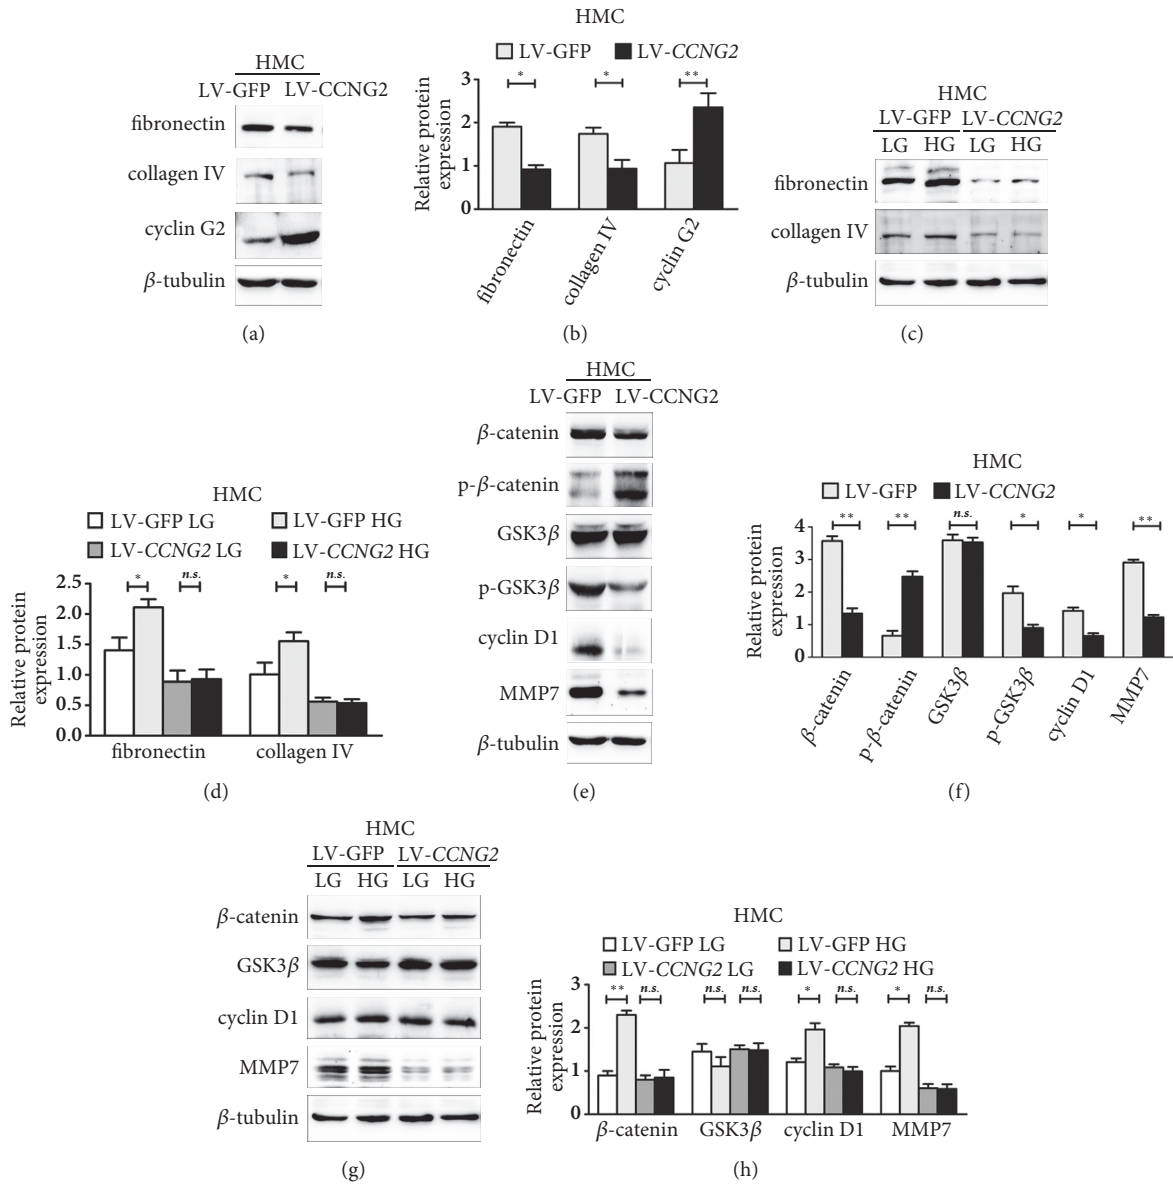 HMC
LV-GFP LV-CCNG2
fibronectin
collagen IV
cyclin G2
β-tubulin
(a)
HMC
LV-GFP LV-CCNG2
* * **
3
2
1
0
Relative protein
expression
fibronectin
collagen IV
cyclin G2
(b)
HMC
LV-GFP LV-CCNG2
LG HG LG HG
fibronectin
collagen IV
β-tubulin
(c)
HMC
LV-GFP LG LV-GFP HG
LV-CCNG2 LG LV-CCNG2 HG
* n.s. * n.s.
2.5
2.0
1.5
1.0
0.5
0.0
Relative protein
expression
fibronectin collagen IV
(d)
HMC
LV-GFP LV-CCNG2
β-catenin
p-β-catenin
GSK3β
p-GSK3β
cyclin D1
MMP7
β-tubulin
(e)
HMC
LV-GFP LV-CCNG2
** ** n.s. * * **
4
3
2
1
0
Relative protein
expression
β-catenin
p-β-catenin
GSK3β
p-GSK3β
cyclin D1
MMP7
(f)
HMC
LV-GFP LV-CCNG2
LG HG LG HG
β-catenin
GSK3β
cyclin D1
MMP7
β-tubulin
(g)
HMC
LV-GFP LG LV-GFP HG
LV-CCNG2 LG LV-CCNG2 HG
** n.s. n.s. n.s. * n.s. * n.s.
3
2
1
0
Relative protein
expression
β-catenin GSK3β cyclin D1 MMP7
(h)